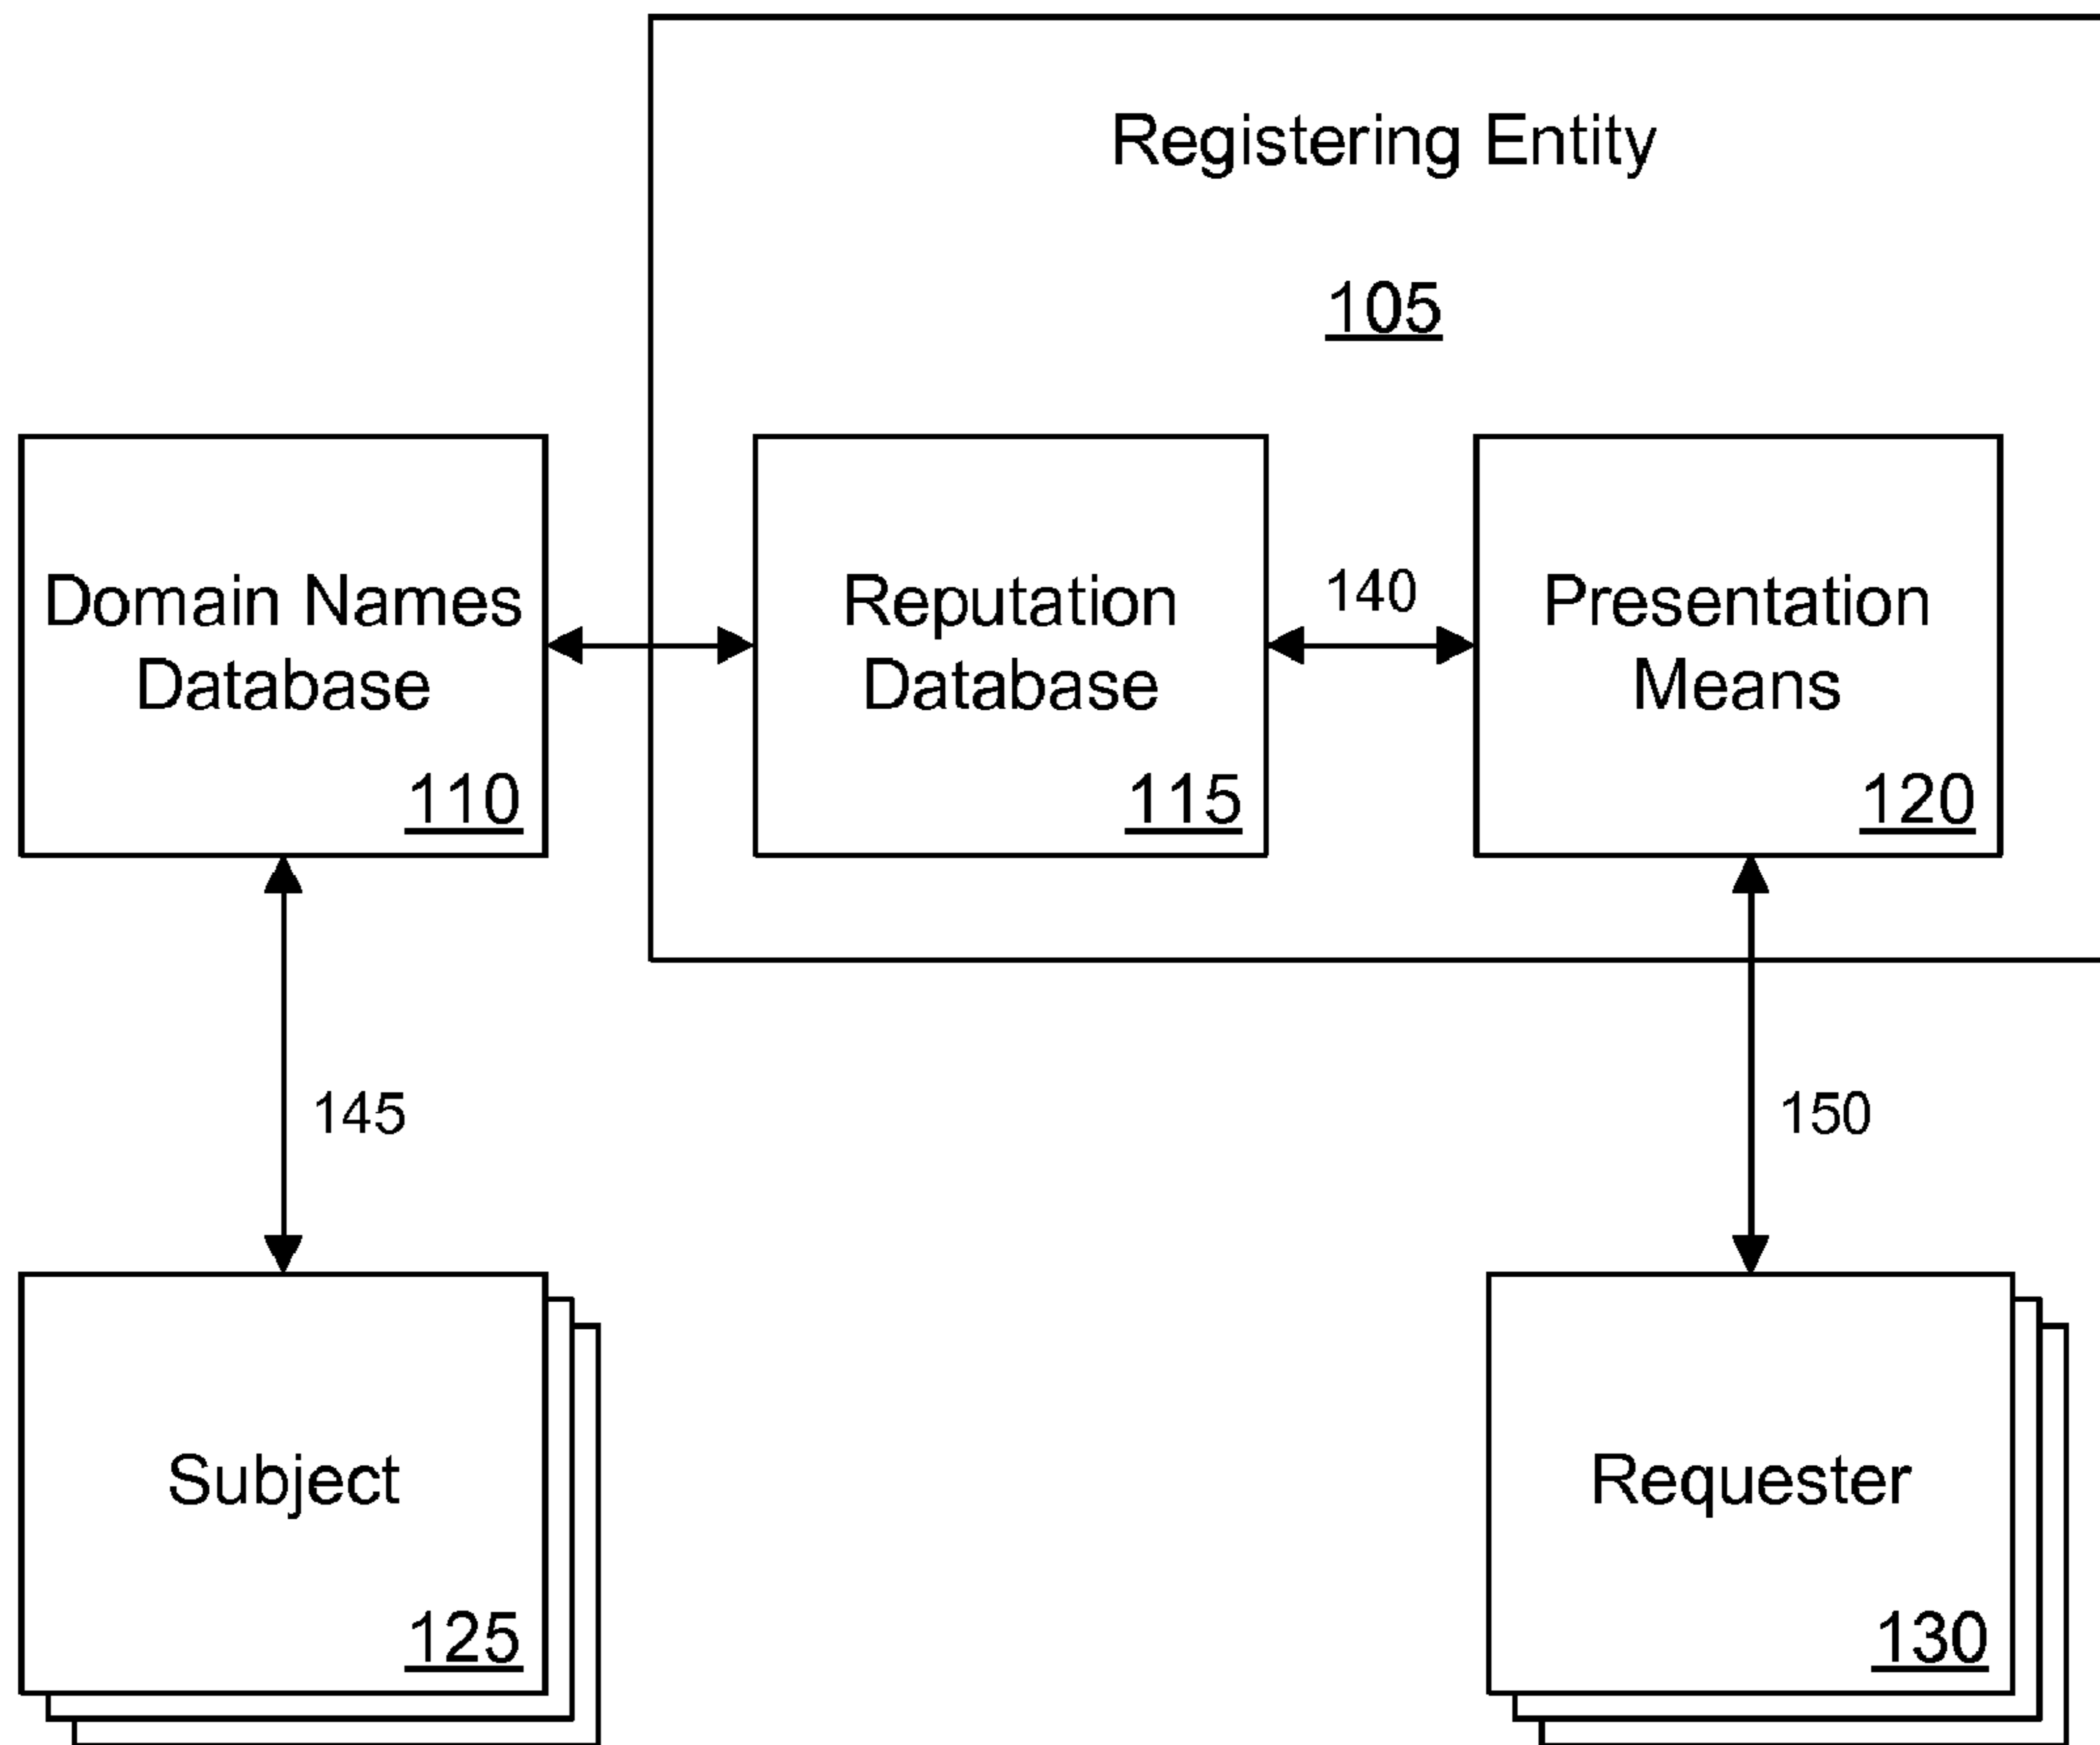 Registering Entity
105
Domain Names
Database
110
Reputation
Database
115
140
Presentation
Means
120
145
150
Subject
125
Requester
130